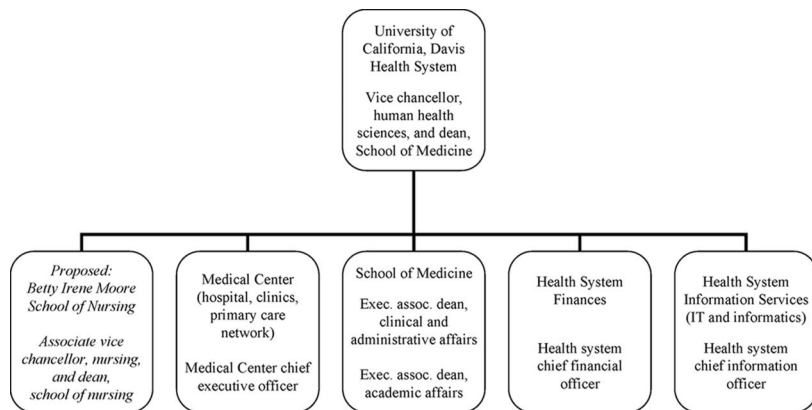 University of
California, Davis
Health System
Vice chancellor,
human health
sciences, and dean,
School of Medicine
Proposed:
Betty Irene Moore
School of Nursing
Associate vice
chancellor, nursing,
and dean,
school of nursing
Medical Center
(hospital, clinics,
primary care
network)
Medical Center chief
executive officer
School of Medicine
Exec. assoc. dean,
clinical and
administrative affairs
Exec. assoc. dean,
academic affairs
Health System
Finances
Health system
chief financial
officer
Health System
Information Services
(IT and informatics)
Health system
chief information
officer